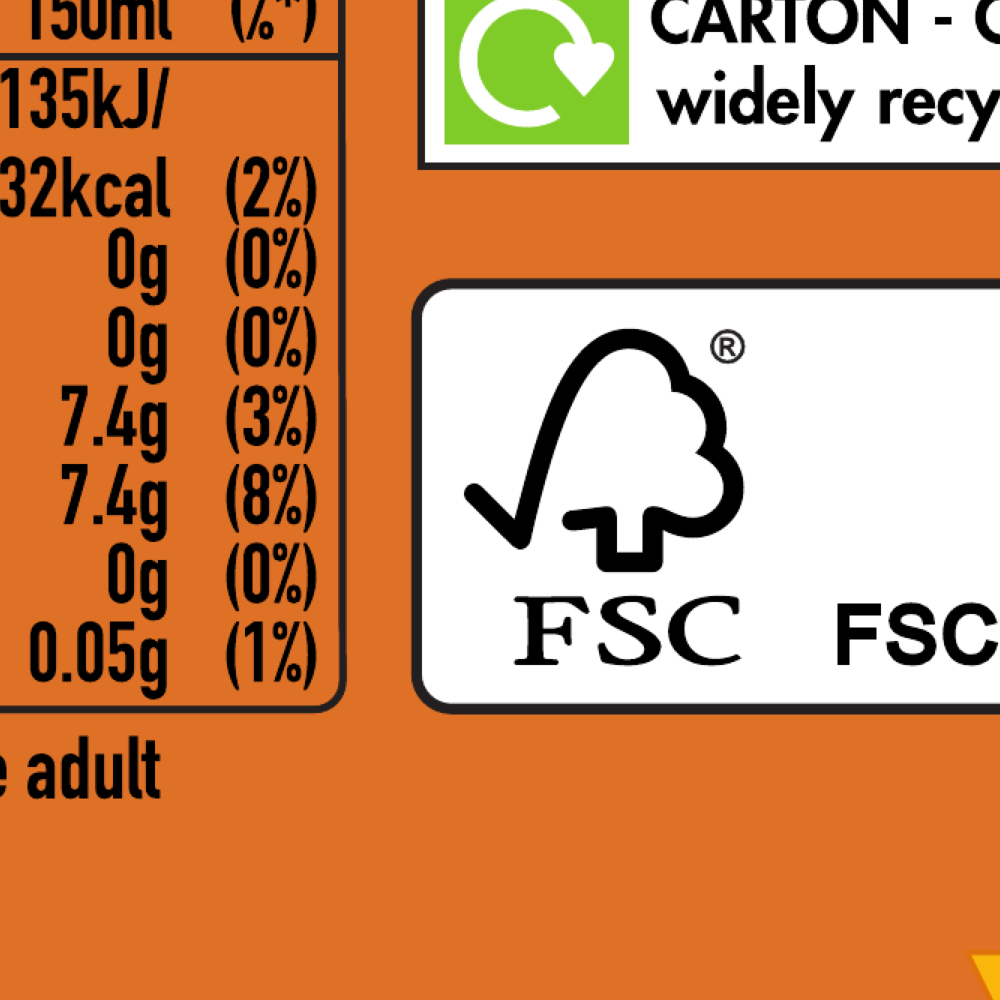 150ml (%*)
135kJ/
32kcal (2%)
0g (0%)
0g (0%)
7.4g (3%)
7.4g (8%)
0g (0%)
0.05g (1%)
adult
CARTON -
widely recy
®
FSC
FSC